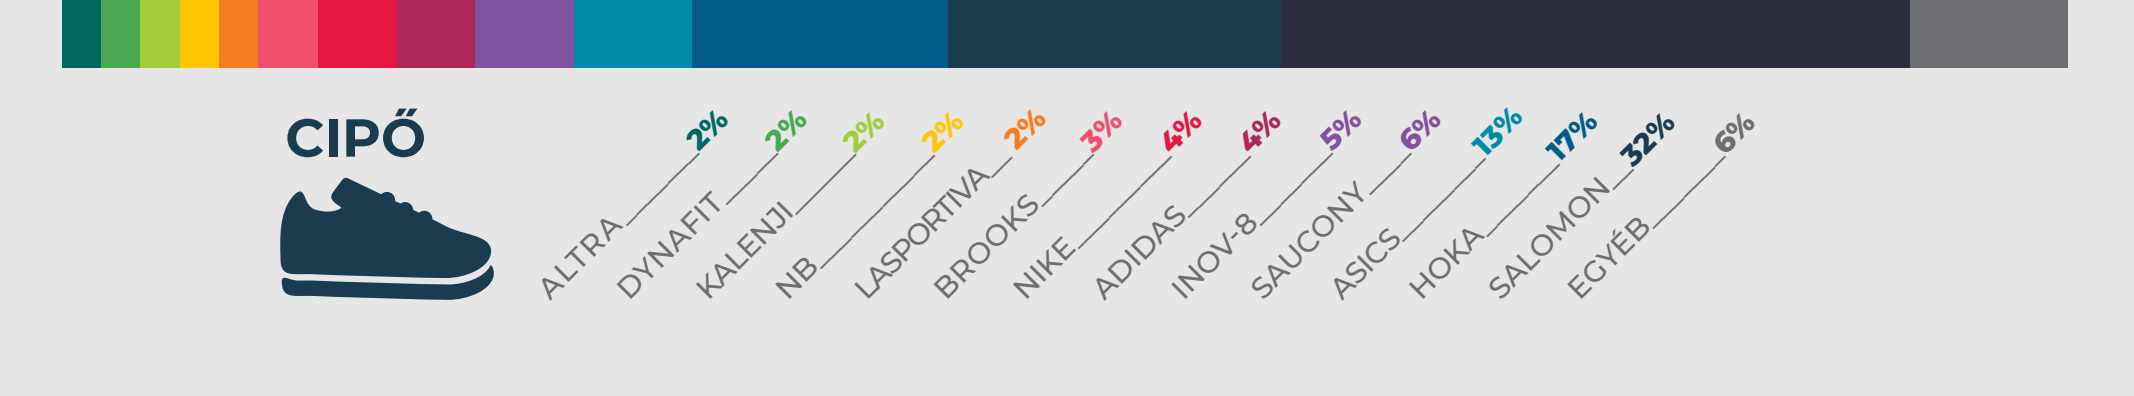 CIPŐ
ALTRA 2%
DYNAFIT 2%
KALENJI 2%
NB 2%
LASPORTIVA 2%
BROOKS 3%
NIKE 4%
ADIDAS 4%
INOV-8 5%
SAUCONY 6%
ASICS 13%
HOKA 17%
SALOMON 32%
EGYÉB 6%